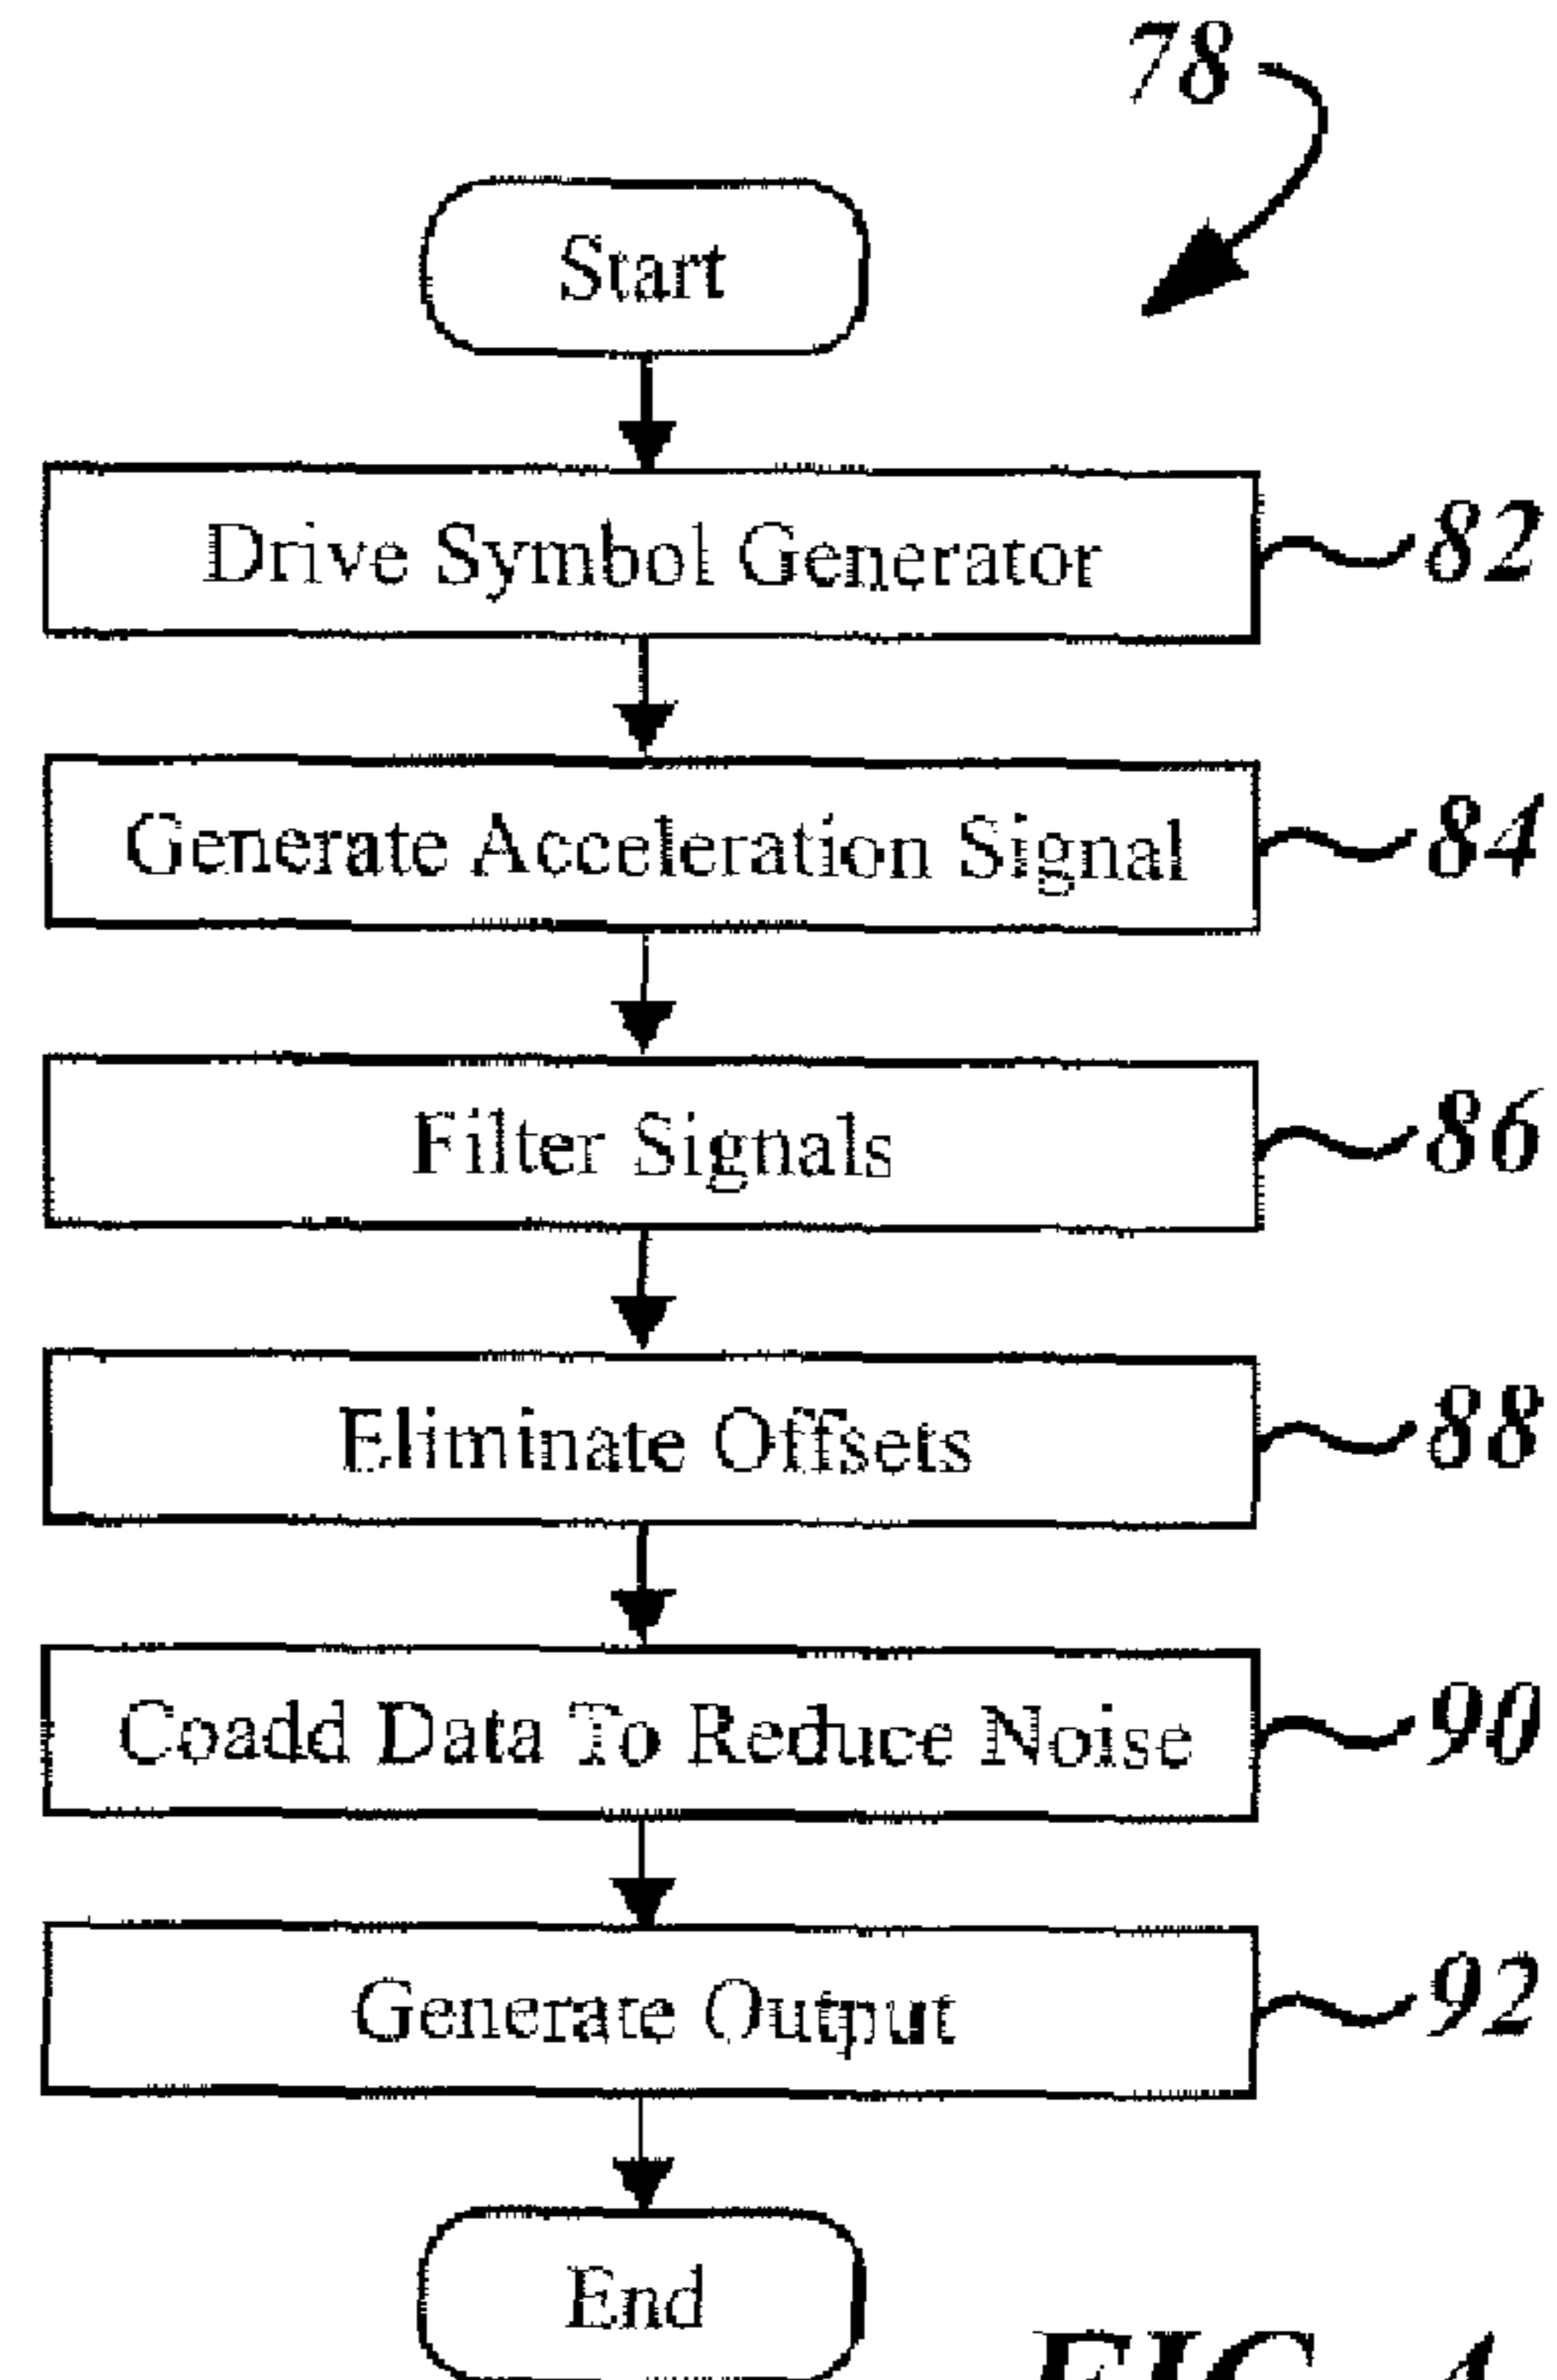 78
Start
Drive Symbol Generator
82
Generate Acceleration Signal
84
Filter Signals
86
Eliminate Offsets
88
Coadd Data To Reduce Noise
90
Generate Output
92
End